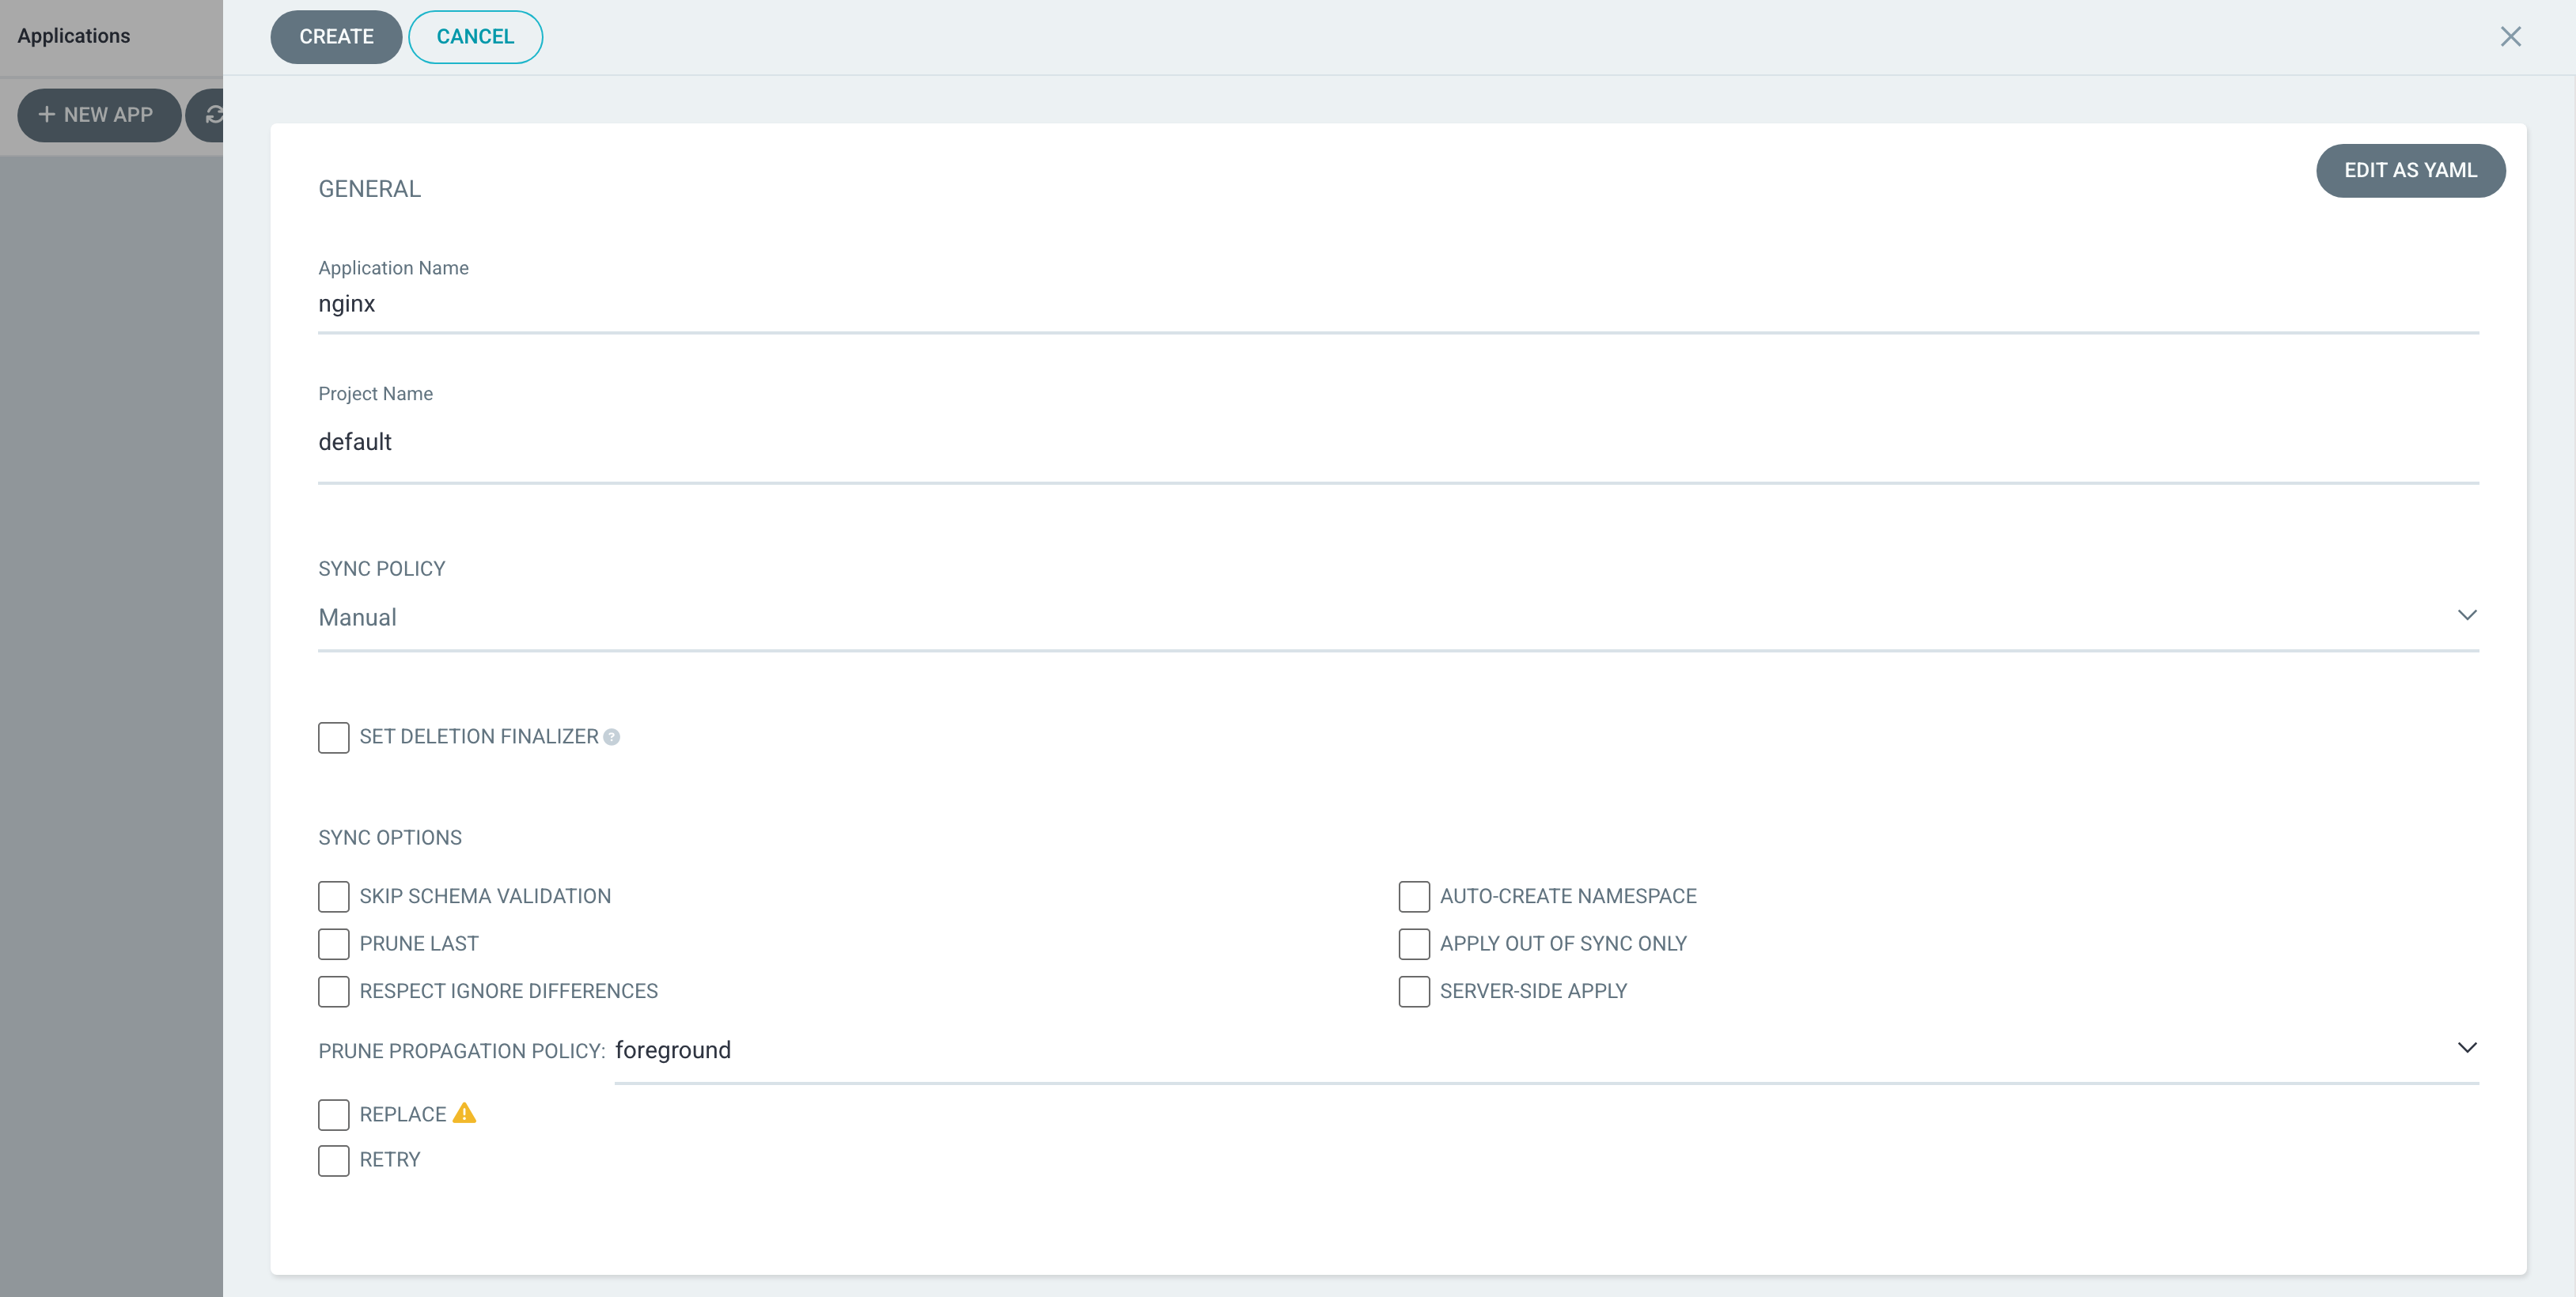 Applications
CREATE CANCEL
NEW APP
EDIT AS YAML
GENERAL
Application Name
nginx
Project Name
default
SYNC POLICY
Manual
SET DELETION FINALIZER ?
SYNC OPTIONS
SKIP SCHEMA VALIDATION
AUTO-CREATE NAMESPACE
PRUNE LAST
APPLY OUT OF SYNC ONLY
RESPECT IGNORE DIFFERENCES
SERVER-SIDE APPLY
PRUNE PROPAGATION POLICY: foreground
REPLACE
RETRY